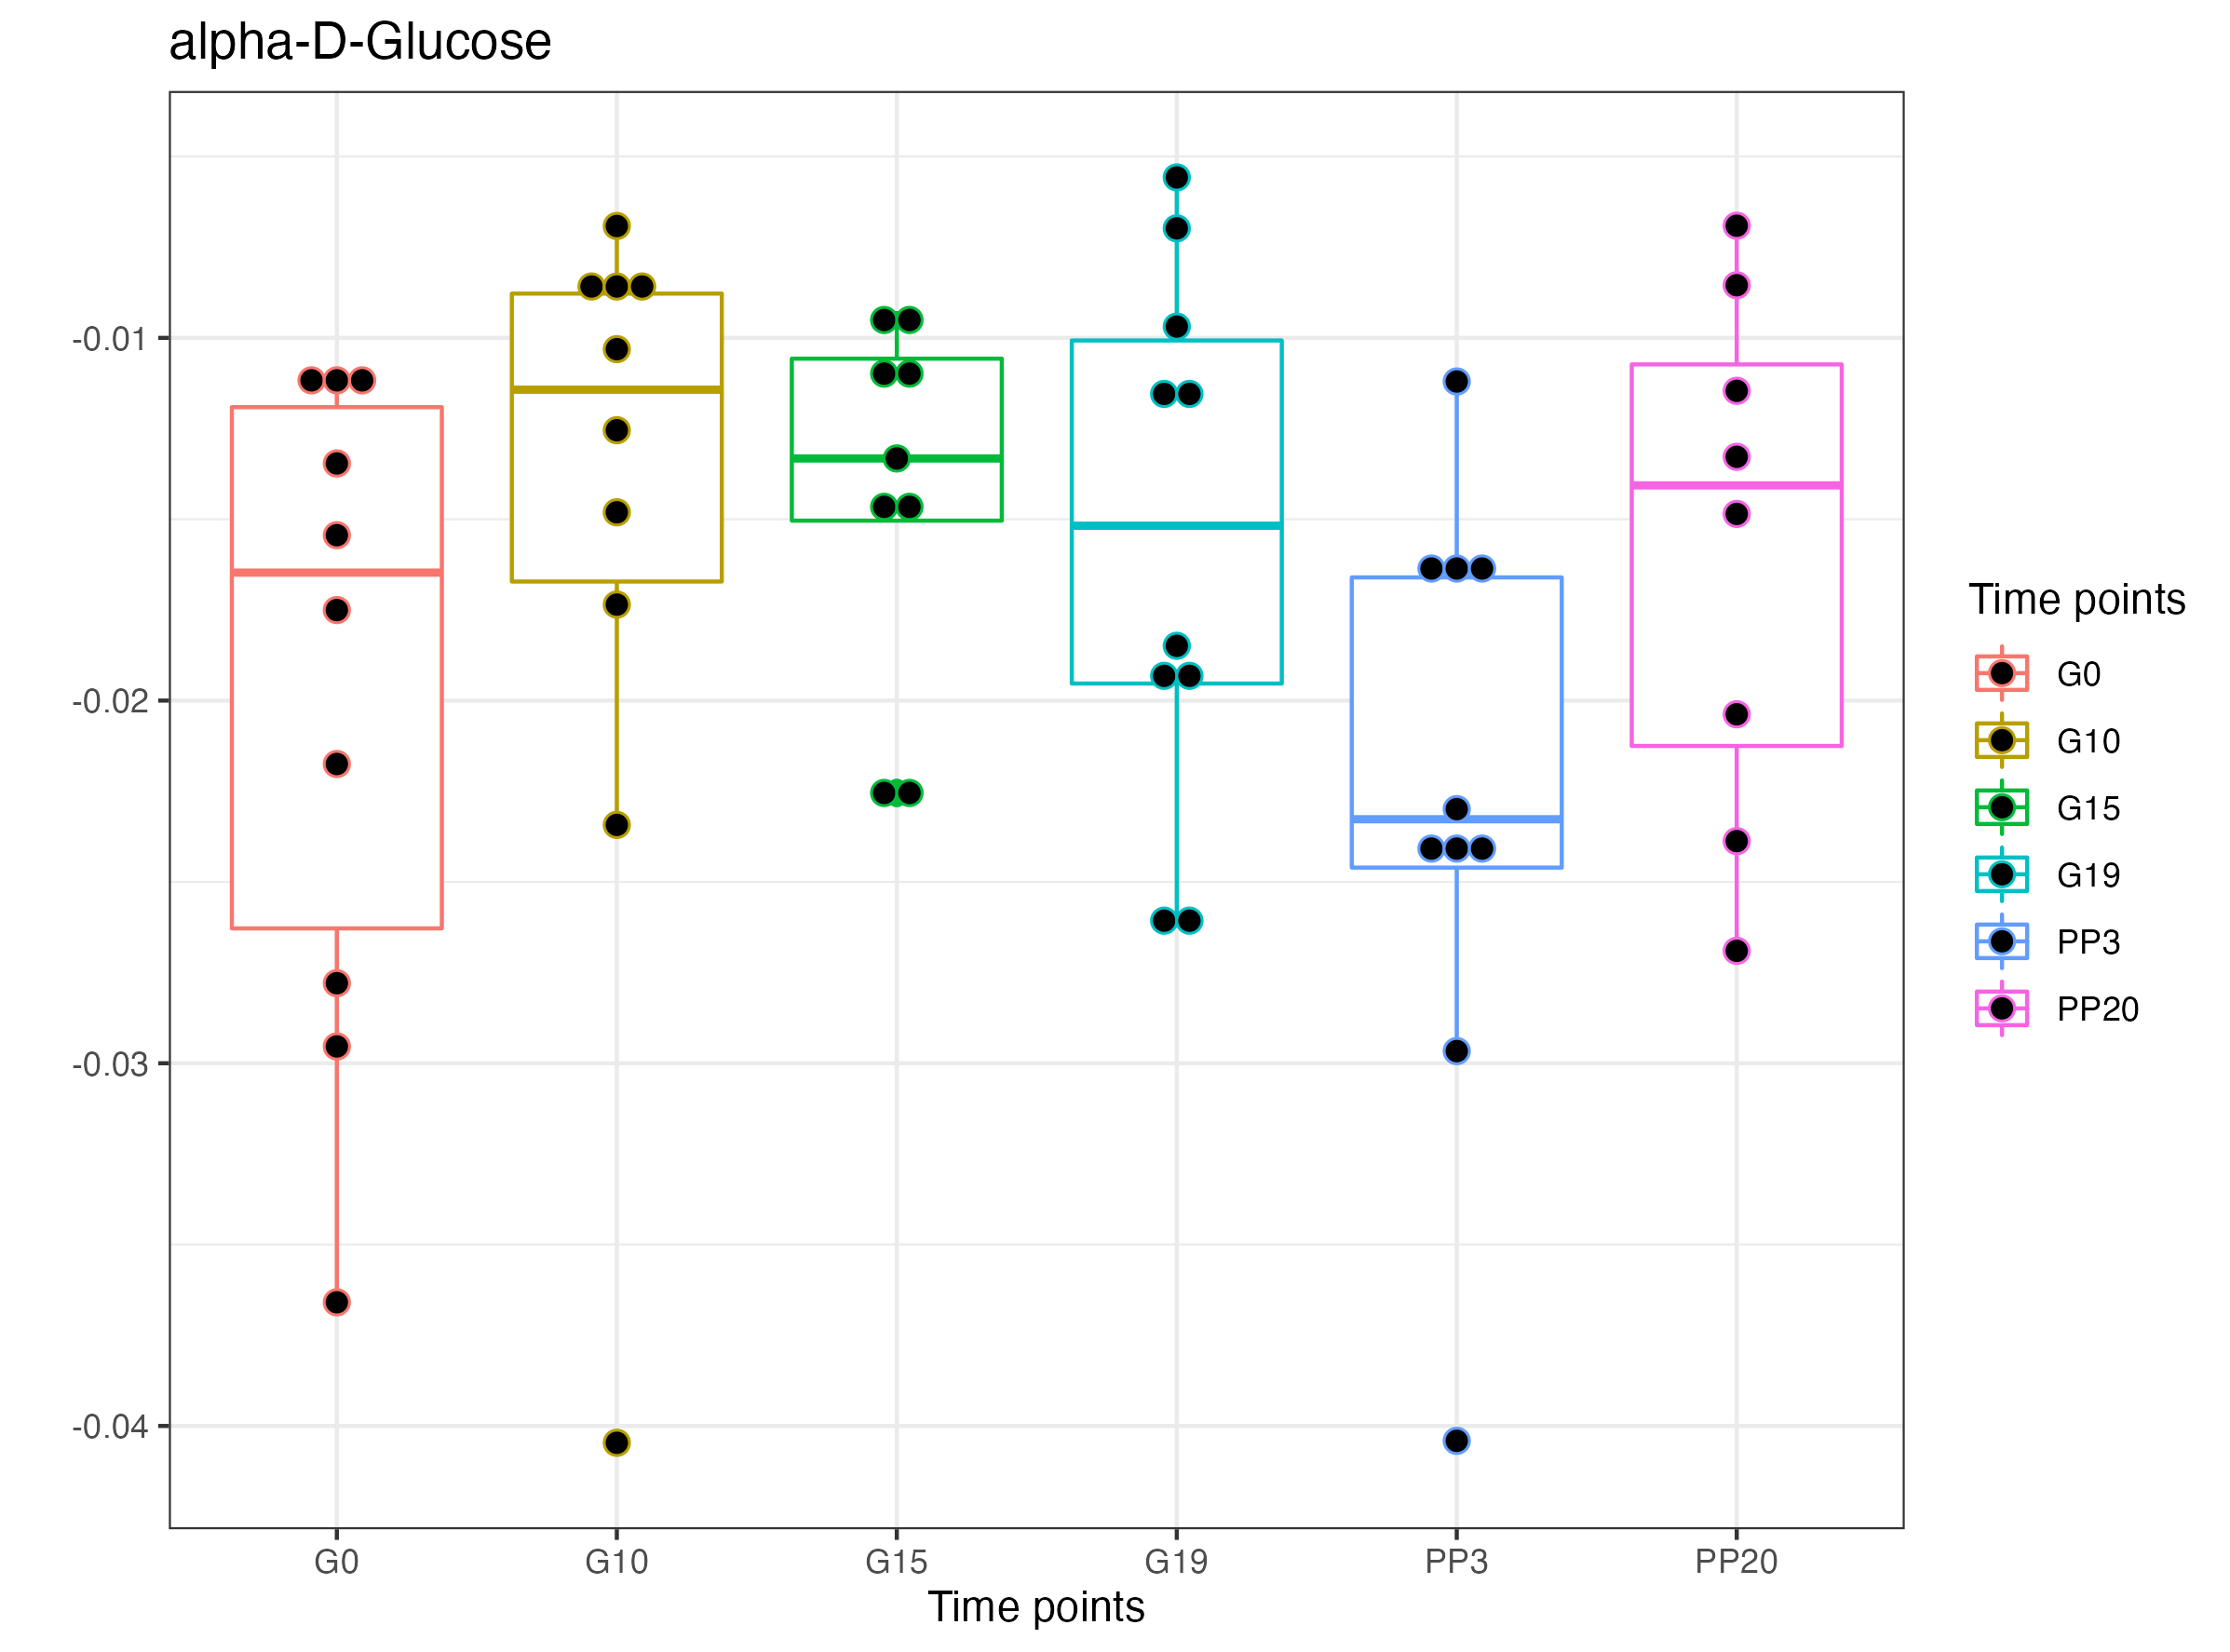 alpha-D-Glucose
-0.01
-0.02
-0.03
-0.04
G0 G10 G15 G19 PP3 PP20
Time points
Time points
G0
G10
G15
G19
PP3
PP20